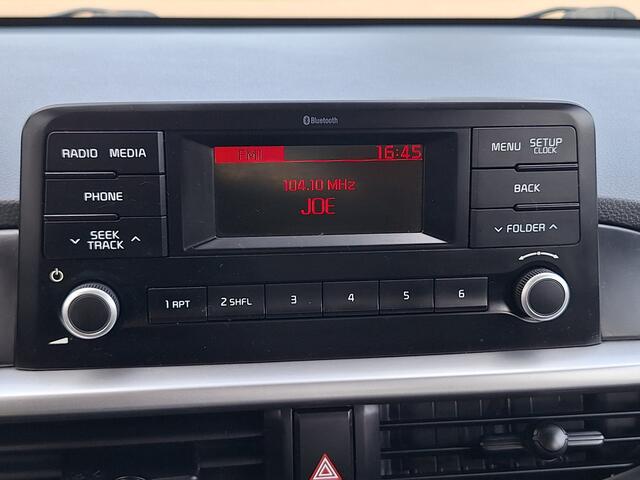 Bluetooth
RADIO MEDIA
PHONE
SEEK
TRACK
FM1 16:45
104.10 MHz
JOE
MENU SETUP
CLOCK
BACK
FOLDER
1 RPT 2 SHFL 3 4 5 6